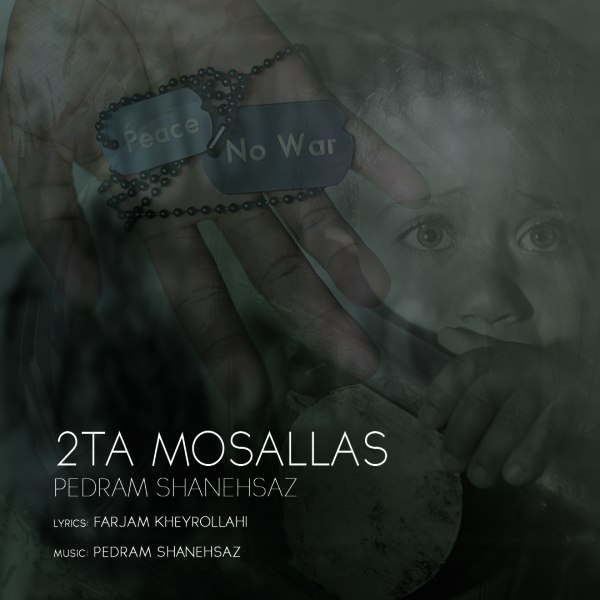 Peace
No War
2TA MOSALLAS
PEDRAM SHANEHSAZ
LYRICS: FARJAM KHEYROLLAHI
MUSIC: PEDRAM SHANEHSAZ